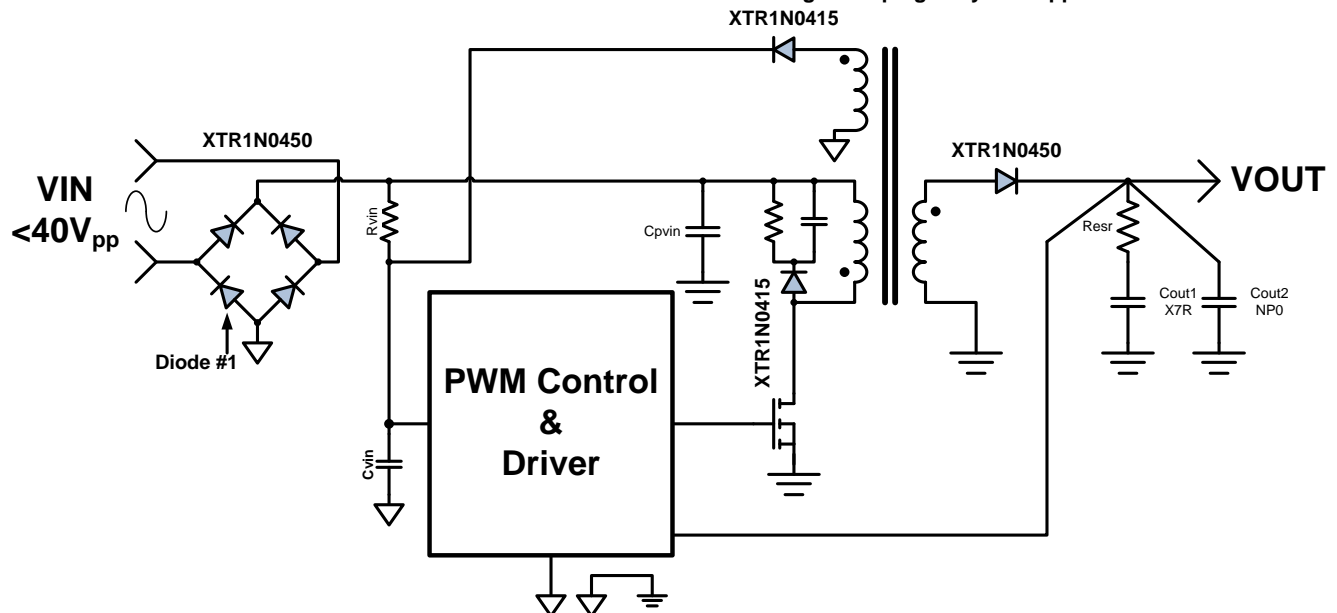 XTR1N0415
XTR1N0450
VIN
<40Vpp
Diode #1
Rvin
Cvin
Cpvin
XTR1N0415
PWM Control
&
Driver
XTR1N0450
VOUT
Resr
Cout1
X7R
Cout2
NP0